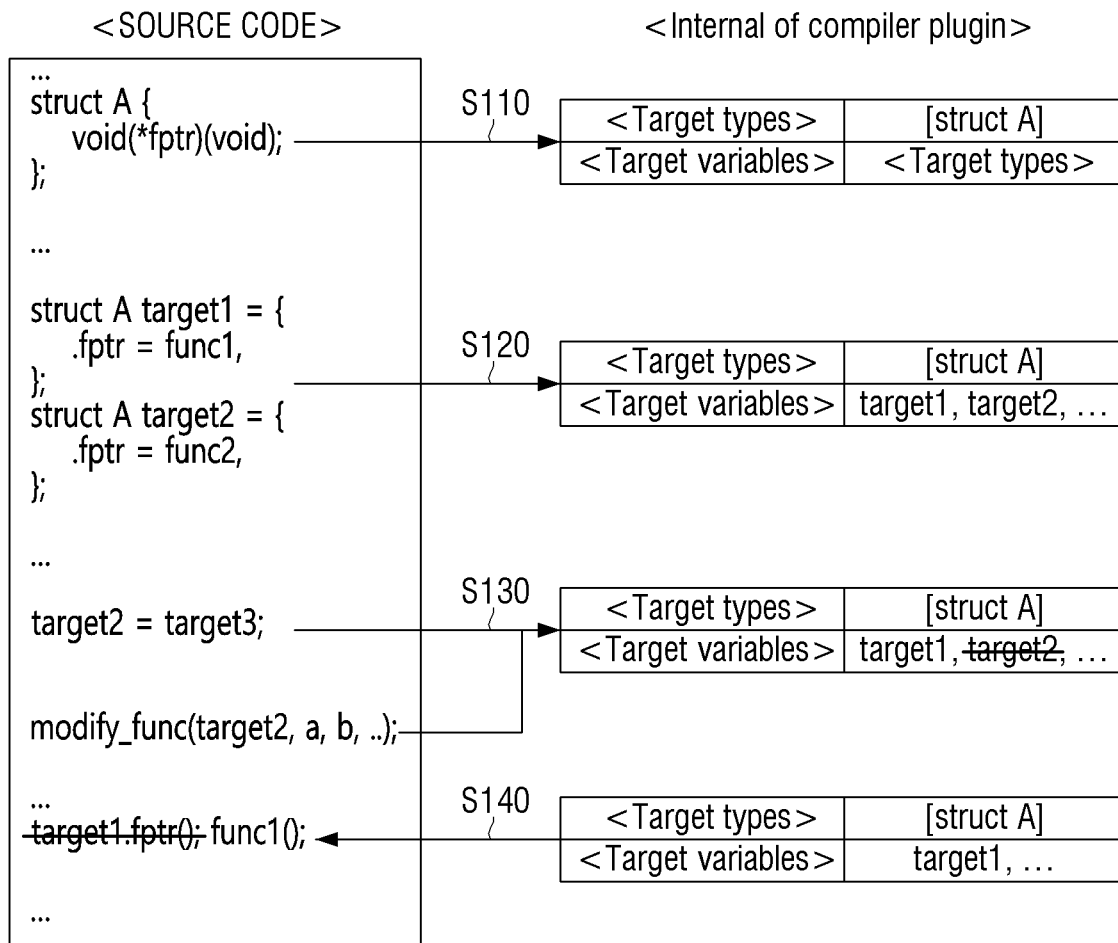 <SOURCE CODE>
<Internal of compiler plugin>
...
struct A {
void(*fptr)(void);
};
...
struct A target1 = {
.fptr = func1,
};
struct A target2 = {
.fptr = func2,
};
...
target2 = target3;
modify_func(target2, a, b, ..);
...
target1.fptr(); func1();
...
S110
<Target types> [struct A]
<Target variables> <Target types>
S120
<Target types> [struct A]
<Target variables> target1, target2, ...
S130
<Target types> [struct A]
<Target variables> target1, target2, ...
S140
<Target types> [struct A]
<Target variables> target1, ...